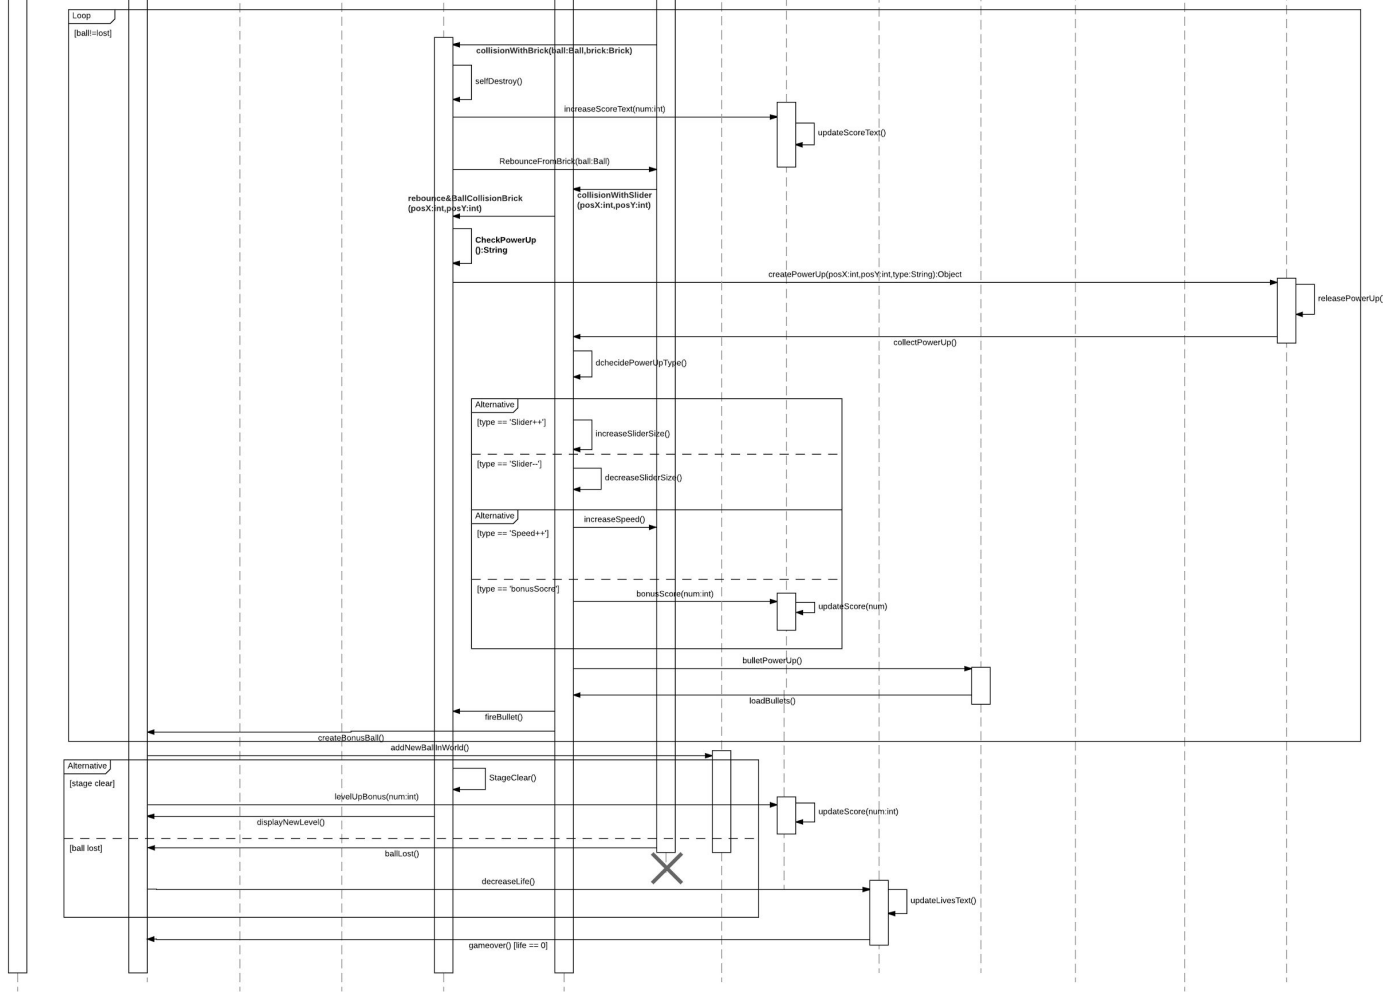 Loop
[ball!=lost]
collisionWithBrick(ball:Ball,brick:Brick)
selfDestroy()
increaseScoreText(num:int)
updateScoreText()
RebounceFromBrick(ball:Ball)
collisionWithSlider
(posX:int,posY:int)
rebounce&BallCollisionBrick
(posX:int,posY:int)
CheckPowerUp
():String
createPowerUp(posX:int,posY:int,type:String):Object
releasePowerUp(
collectPowerUp()
dchecidePowerUpType()
Alternative
[type == 'Slider++']
increaseSliderSize()
[type == 'Slider--']
decreaseSliderSize()
Alternative
increaseSpeed()
[type == 'Speed++']
[type == 'bonusSocre']
bonusScore(num:int)
updateScore(num)
bulletPowerUp()
loadBullets()
fireBullet()
createBonusBall()
addNewBallInWorld()
Alternative
StageClear()
[stage clear]
levelUpBonus(num:int)
updateScore(num:int)
displayNewLevel()
[ball lost]
ballLost()
decreaseLife()
updateLivesText()
gameover() [life == 0]